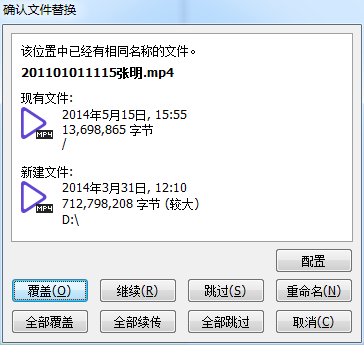 确认文件替换
该位置中已经有相同名称的文件。
201101011115张明.mp4
现有文件:
MP4
2014年5月15日, 15:55
13,698,865 字节
/
新建文件:
MP4
2014年3月31日, 12:10
712,798,208 字节 (较大)
D:\
配置
覆盖(O) 继续(R) 跳过(S) 重命名(N)
全部覆盖 全部续传 全部跳过 取消(C)